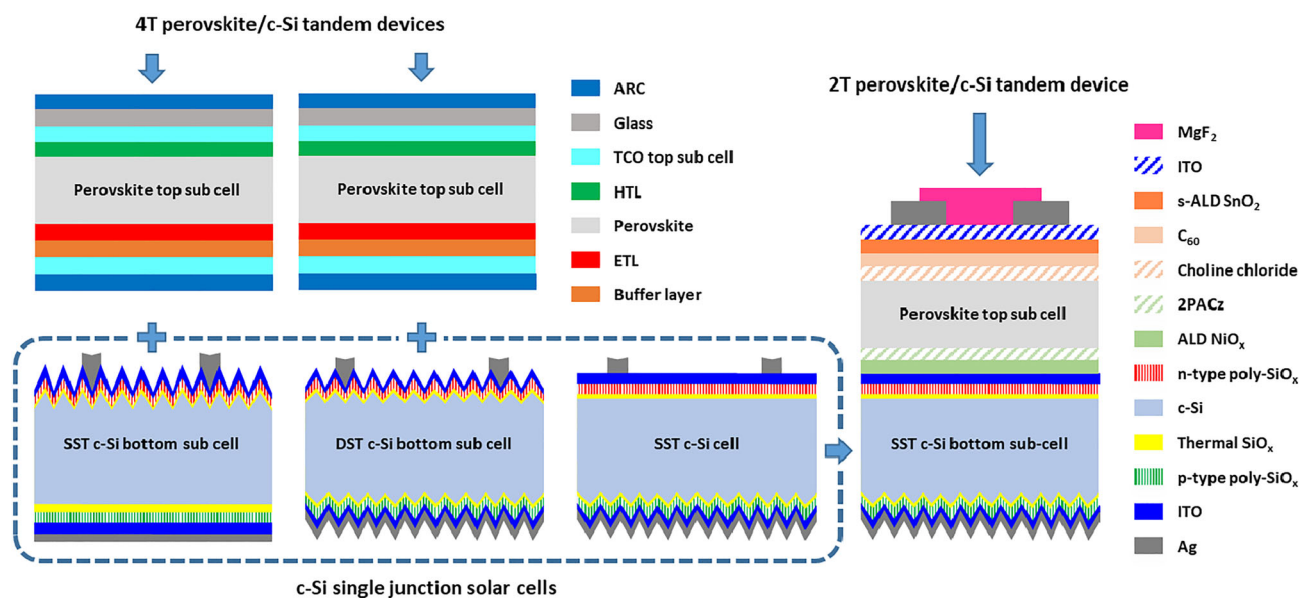 4T perovskite/c-Si tandem devices
2T perovskite/c-Si tandem device
Perovskite top sub cell
Perovskite top sub cell
ARC
Glass
TCO top sub cell
HTL
Perovskite
ETL
Buffer layer
Perovskite top sub cell
MgF₂
ITO
s-ALD SnO₂
C₆₀
Choline chloride
2PACz
ALD NiOₓ
n-type poly-SiOₓ
c-Si
Thermal SiOₓ
p-type poly-SiOₓ
ITO
Ag
SST c-Si bottom sub cell
DST c-Si bottom sub cell
SST c-Si cell
SST c-Si bottom sub-cell
c-Si single junction solar cells